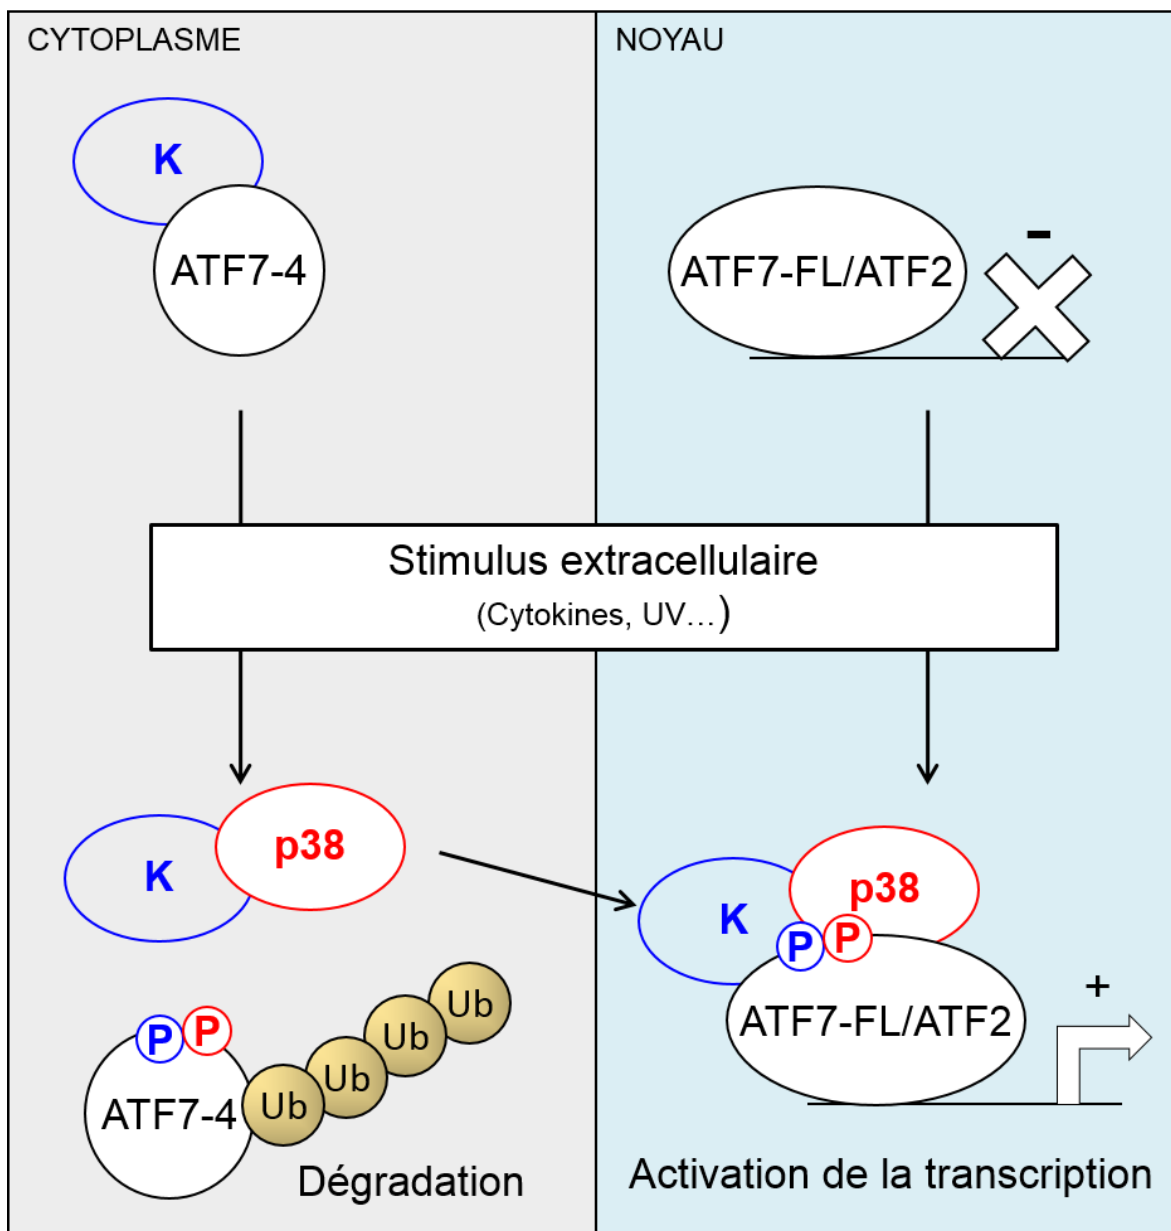 CYTOPLASME
NOYAU
K
ATF7-4
ATF7-FL/ATF2
-
Stimulus extracellulaire
(Cytokines, UV…)
K
p38
K
p38
P
P
ATF7-FL/ATF2
+
P
P
ATF7-4
Ub
Ub
Ub
Ub
Dégradation
Activation de la transcription